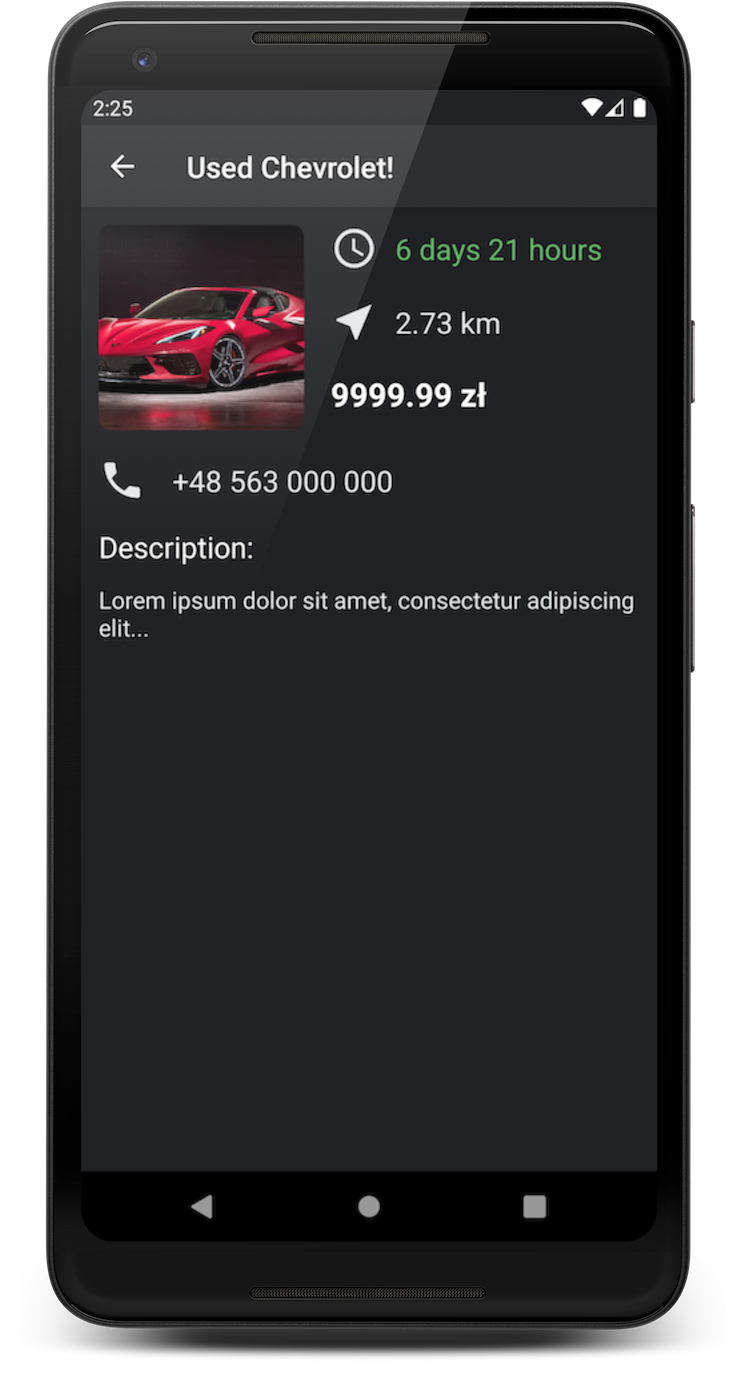 2:25
Used Chevrolet!
6 days 21 hours
2.73 km
9999.99 zł
+48 563 000 000
Description:
Lorem ipsum dolor sit amet, consectetur adipiscing
elit...